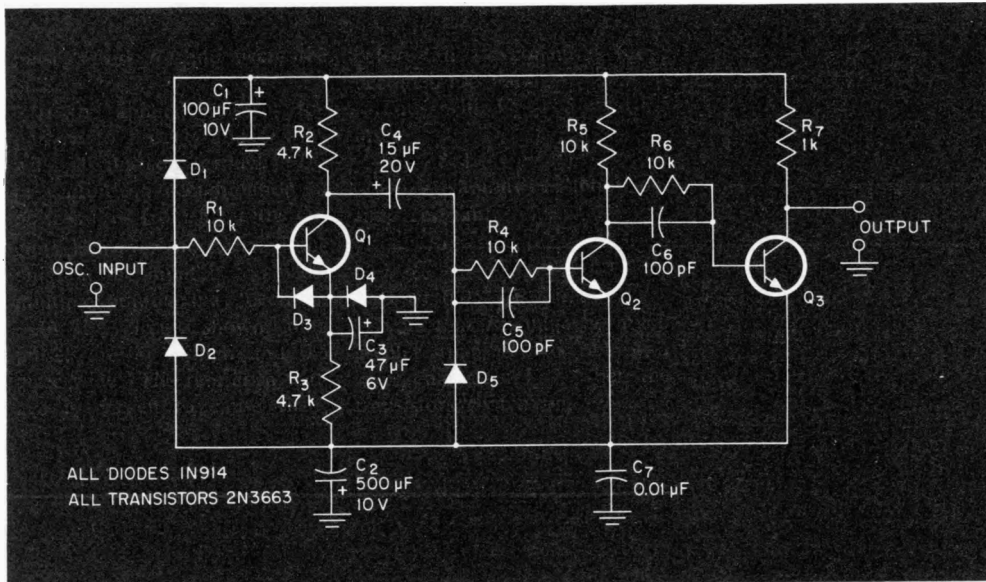 C1
100 µF
10V
+
R2
4.7 k
C4
15 µF
20 V
+
R5
10 k
R6
10 k
R7
1k
D1
R1
10 k
Q1
OSC. INPUT
D3
D4
+
C3
47 µF
6V
R4
10 k
C5
100 pF
Q2
C6
100 pF
Q3
OUTPUT
D2
R3
4.7 k
D5
ALL DIODES 1N914
ALL TRANSISTORS 2N3663
C2
500 µF
10 V
+
C7
0.01 µF